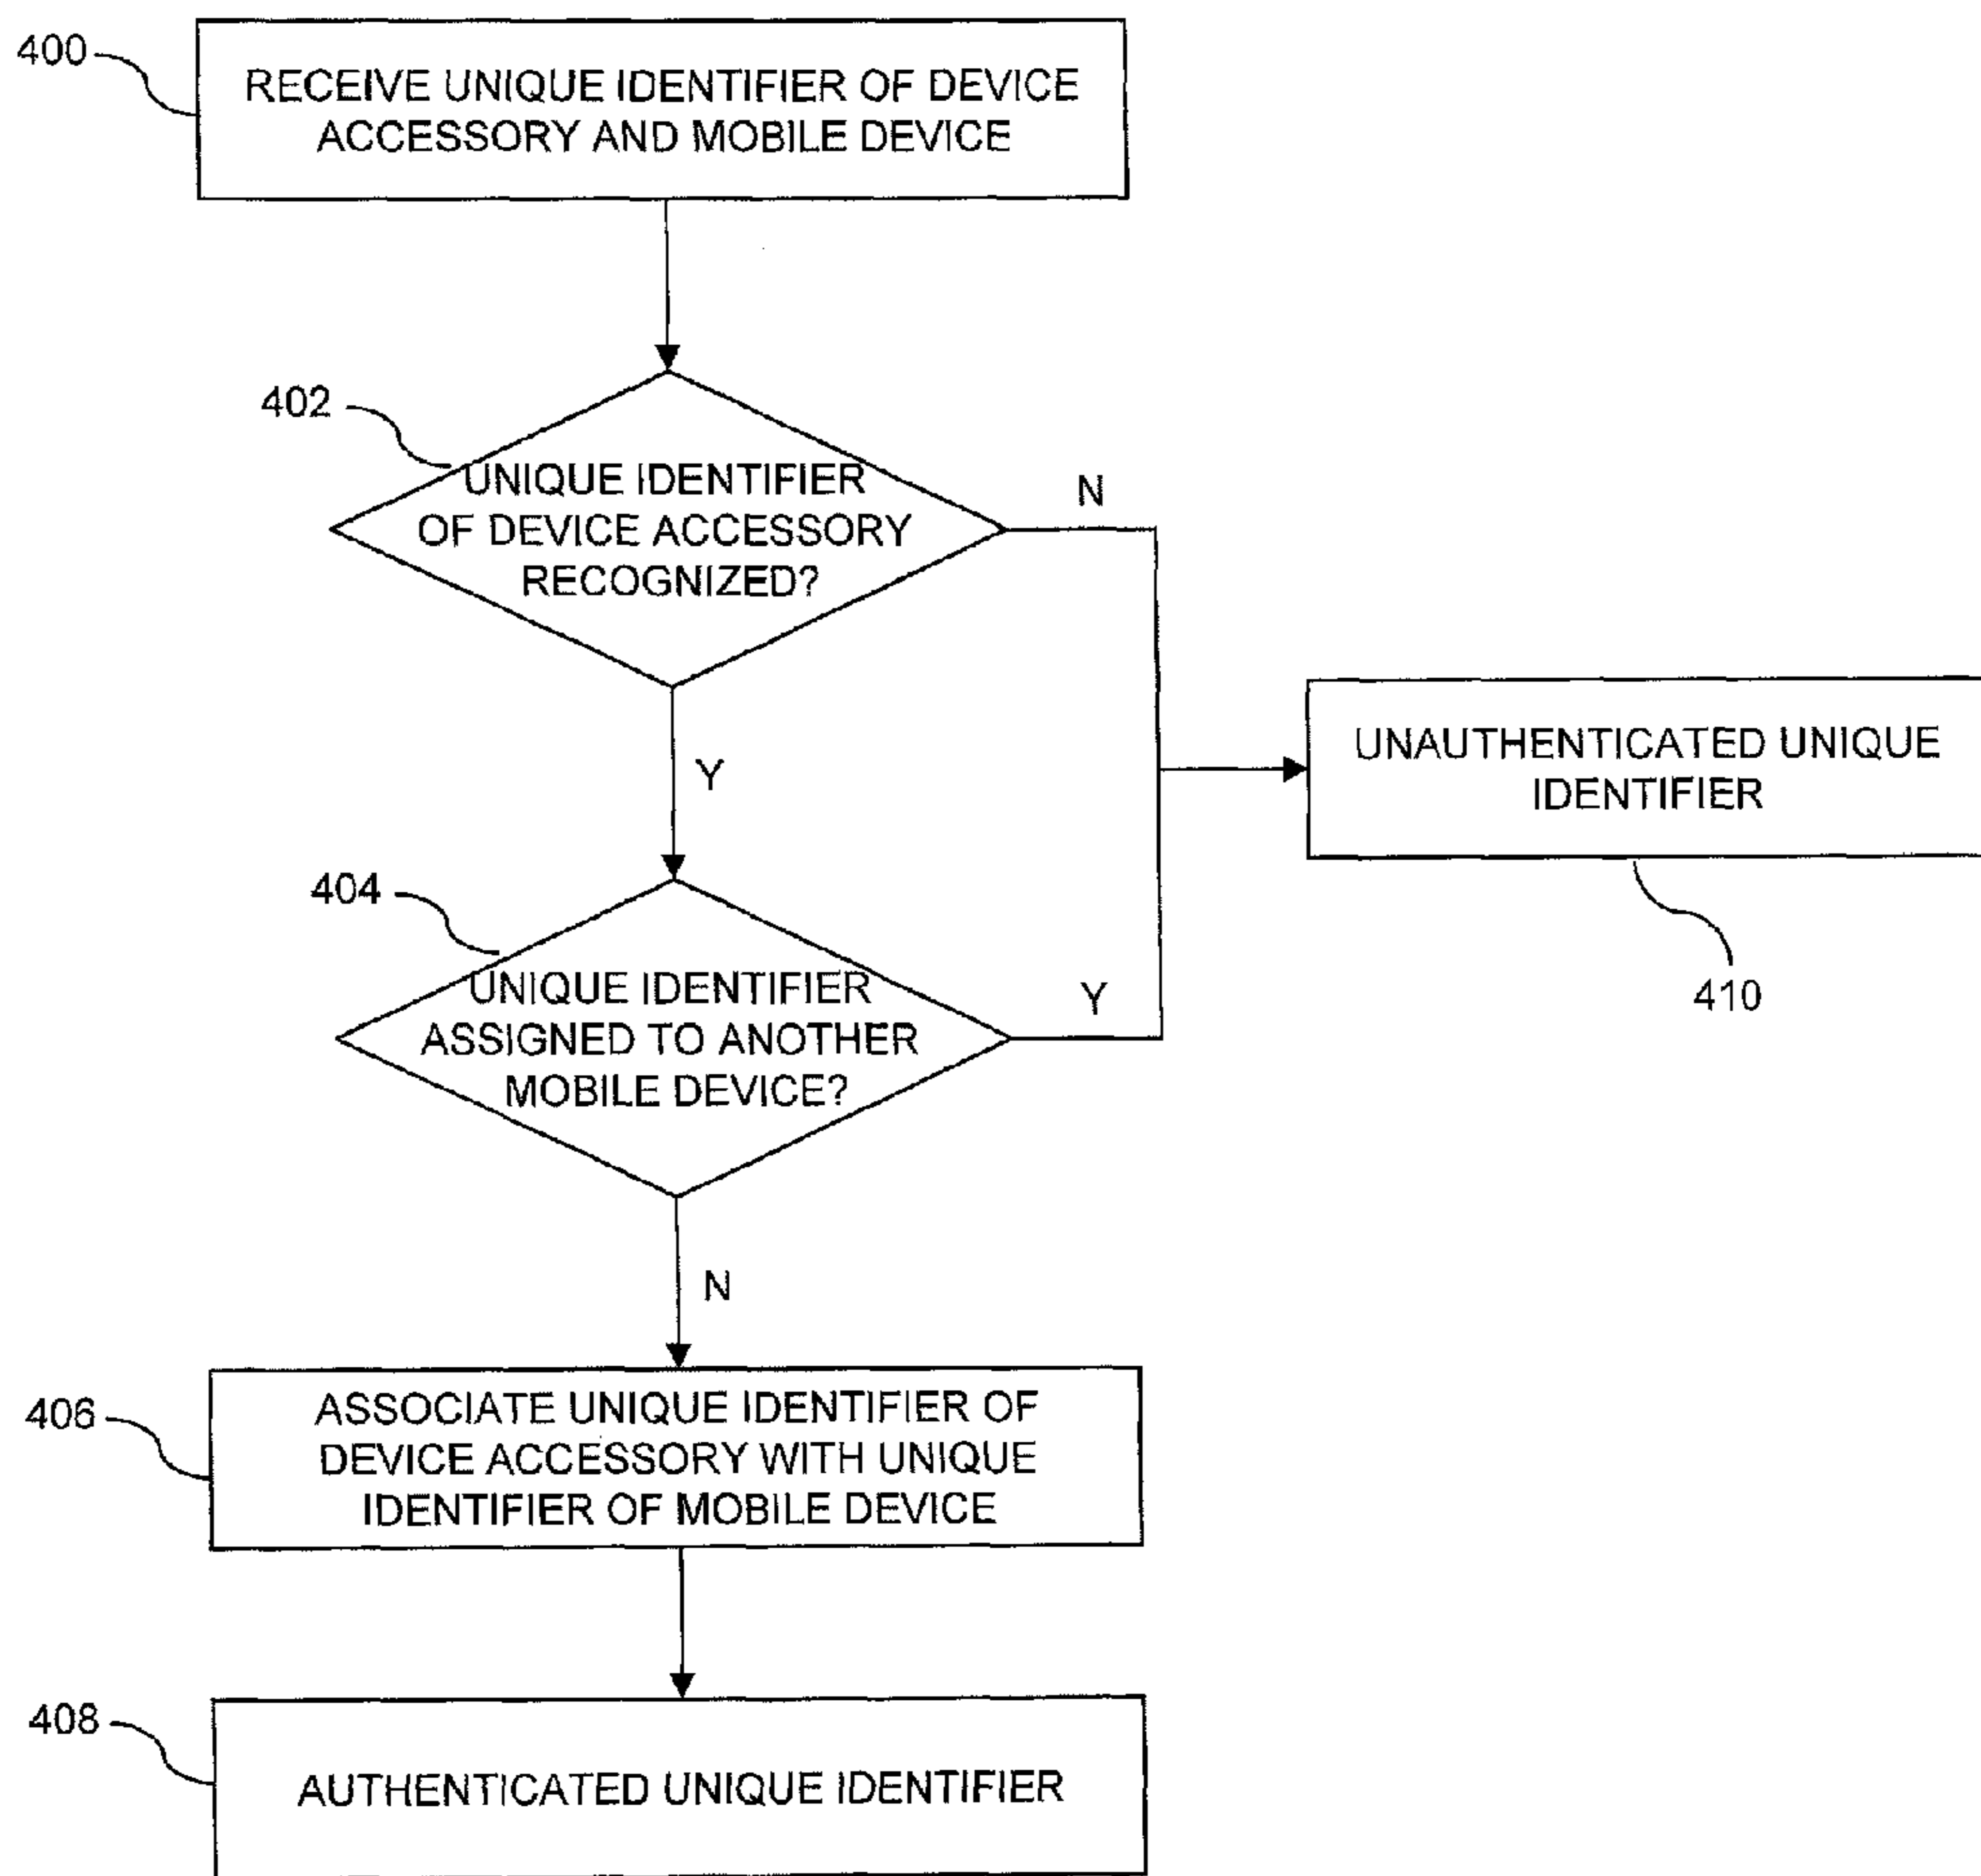 400
RECEIVE UNIQUE IDENTIFIER OF DEVICE
ACCESSORY AND MOBILE DEVICE
402
UNIQUE IDENTIFIER
OF DEVICE ACCESSORY
RECOGNIZED?
N
Y
UNAUTHENTICATED UNIQUE
IDENTIFIER
410
404
UNIQUE IDENTIFIER
ASSIGNED TO ANOTHER
MOBILE DEVICE?
Y
N
406
ASSOCIATE UNIQUE IDENTIFIER OF
DEVICE ACCESSORY WITH UNIQUE
IDENTIFIER OF MOBILE DEVICE
408
AUTHENTICATED UNIQUE IDENTIFIER